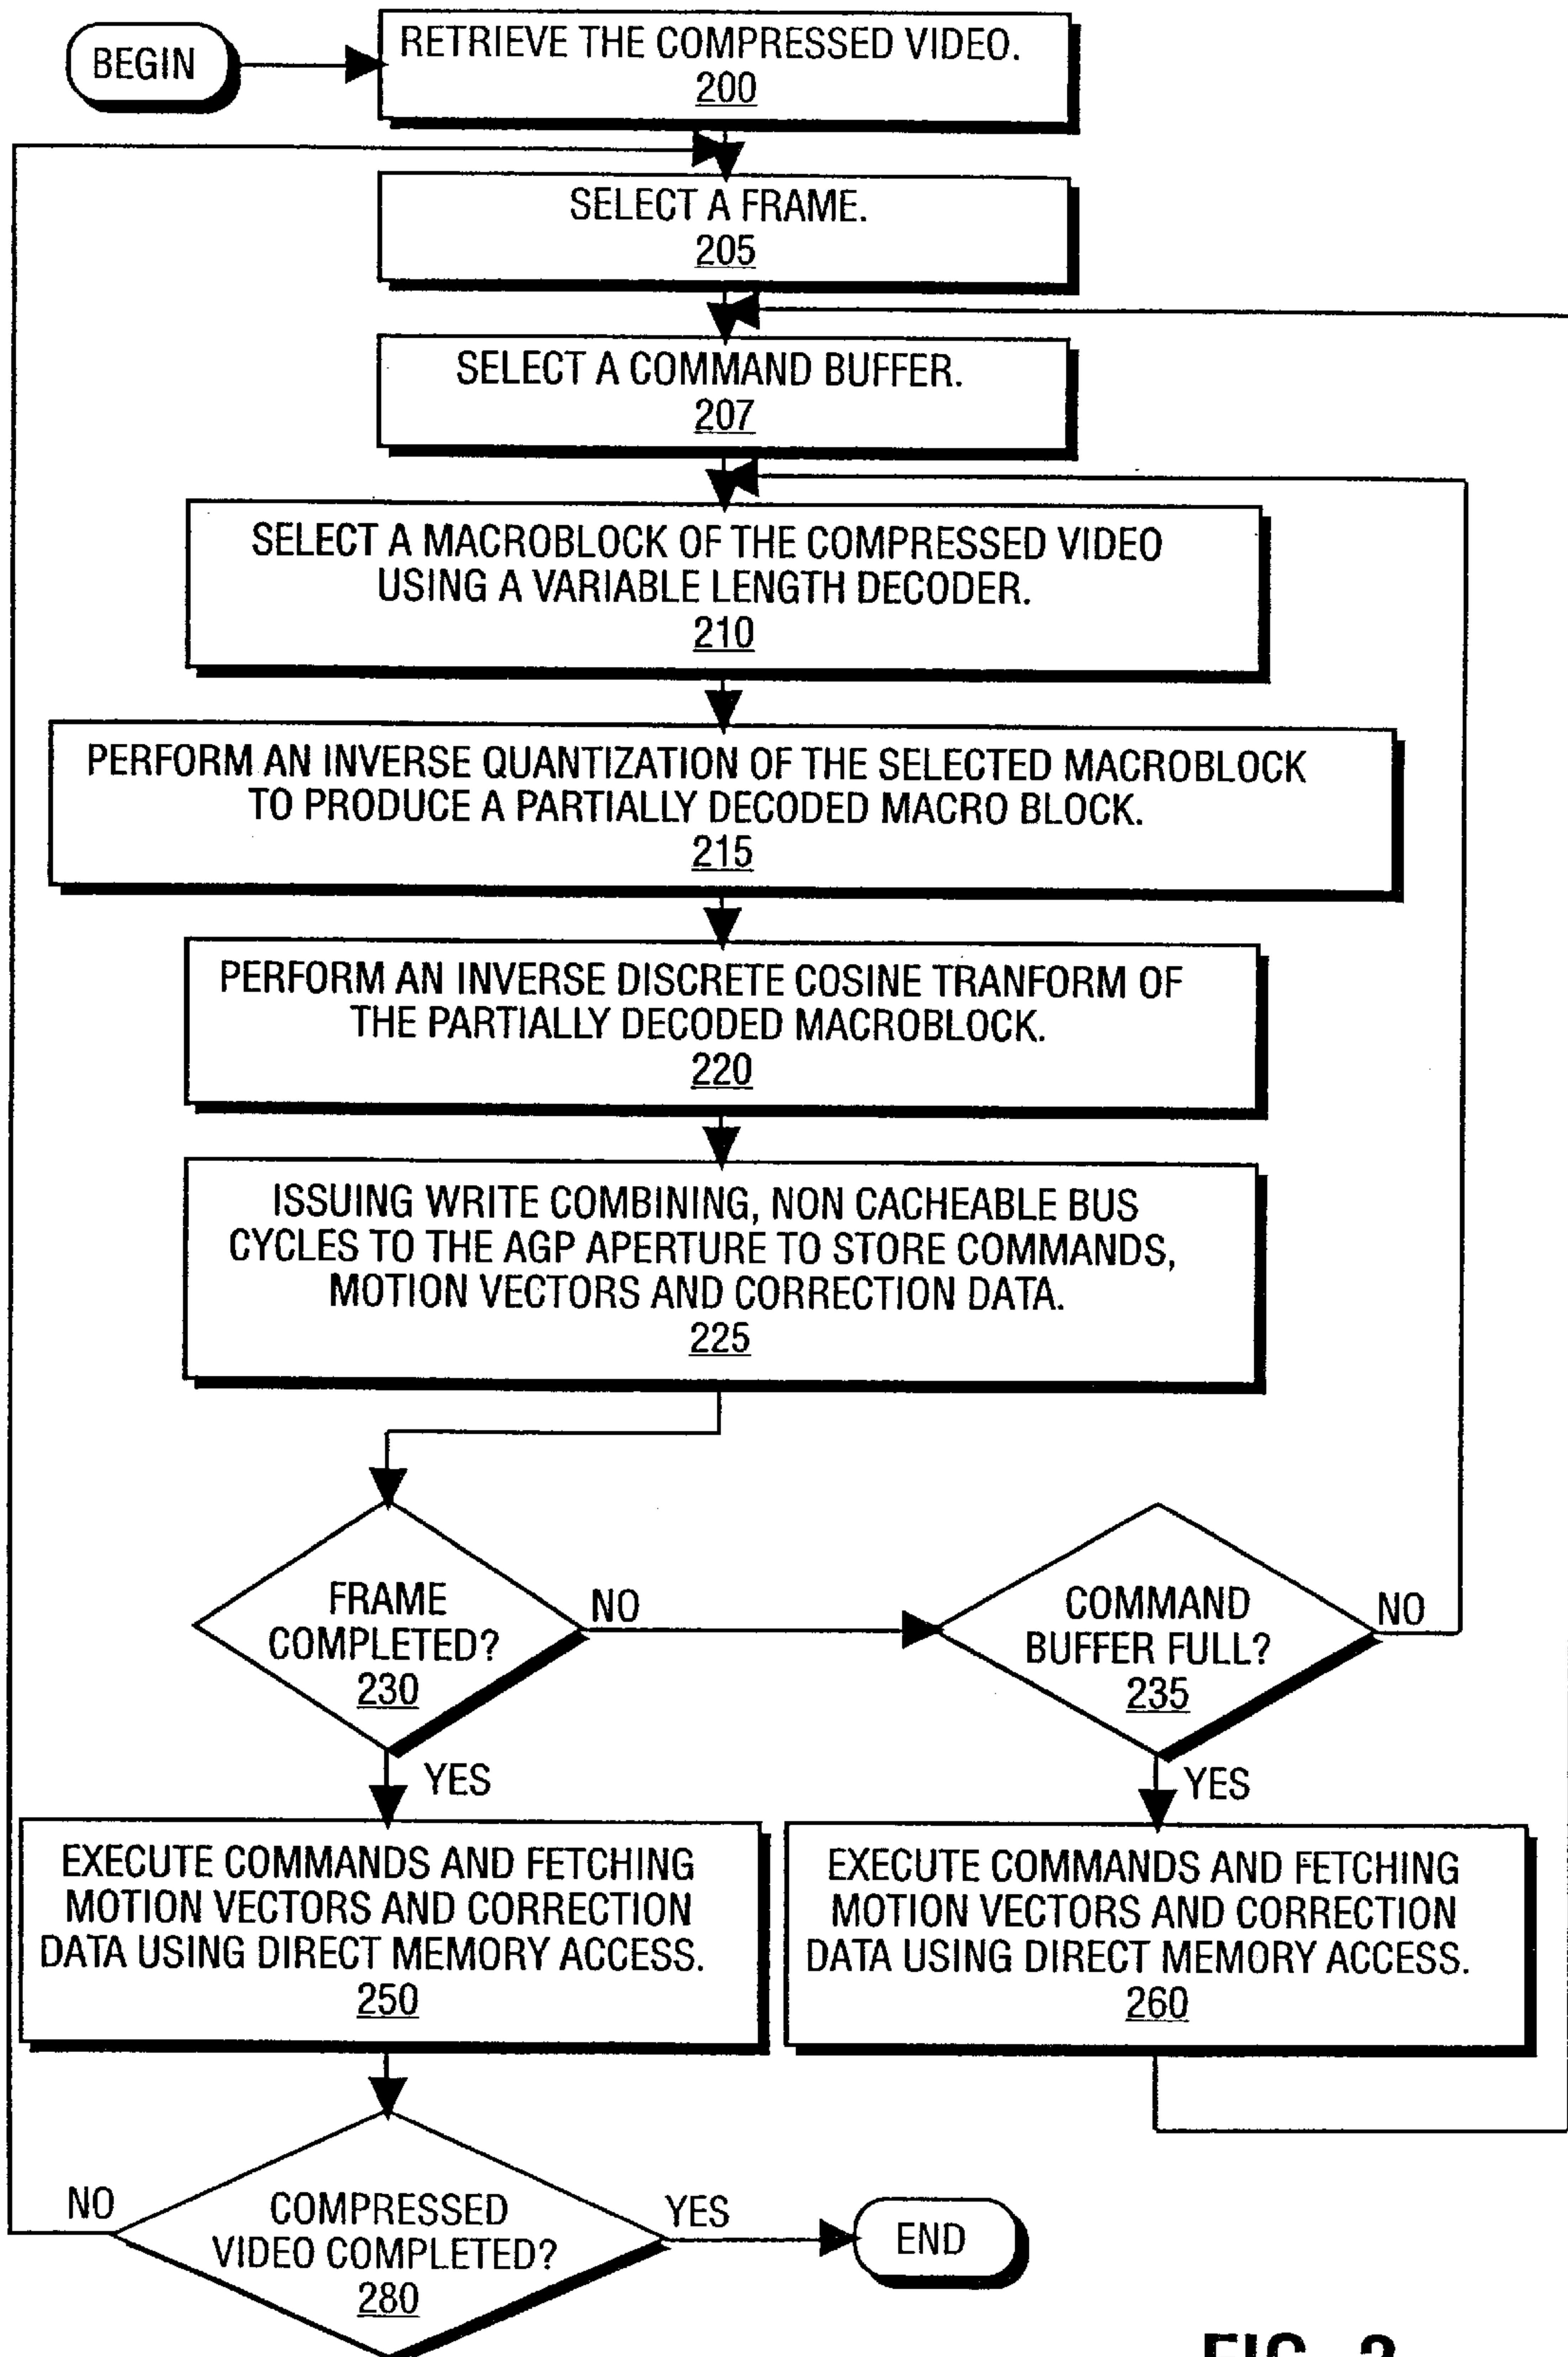 BEGIN
RETRIEVE THE COMPRESSED VIDEO.
200
SELECT A FRAME.
205
SELECT A COMMAND BUFFER.
207
SELECT A MACROBLOCK OF THE COMPRESSED VIDEO
USING A VARIABLE LENGTH DECODER.
210
PERFORM AN INVERSE QUANTIZATION OF THE SELECTED MACROBLOCK
TO PRODUCE A PARTIALLY DECODED MACRO BLOCK.
215
PERFORM AN INVERSE DISCRETE COSINE TRANFORM OF
THE PARTIALLY DECODED MACROBLOCK.
220
ISSUING WRITE COMBINING, NON CACHEABLE BUS
CYCLES TO THE AGP APERTURE TO STORE COMMANDS,
MOTION VECTORS AND CORRECTION DATA.
225
FRAME
COMPLETED?
230
NO
COMMAND
BUFFER FULL?
235
NO
YES
YES
EXECUTE COMMANDS AND FETCHING
MOTION VECTORS AND CORRECTION
DATA USING DIRECT MEMORY ACCESS.
250
EXECUTE COMMANDS AND FETCHING
MOTION VECTORS AND CORRECTION
DATA USING DIRECT MEMORY ACCESS.
260
NO
COMPRESSED
VIDEO COMPLETED?
280
YES
END
FIG.